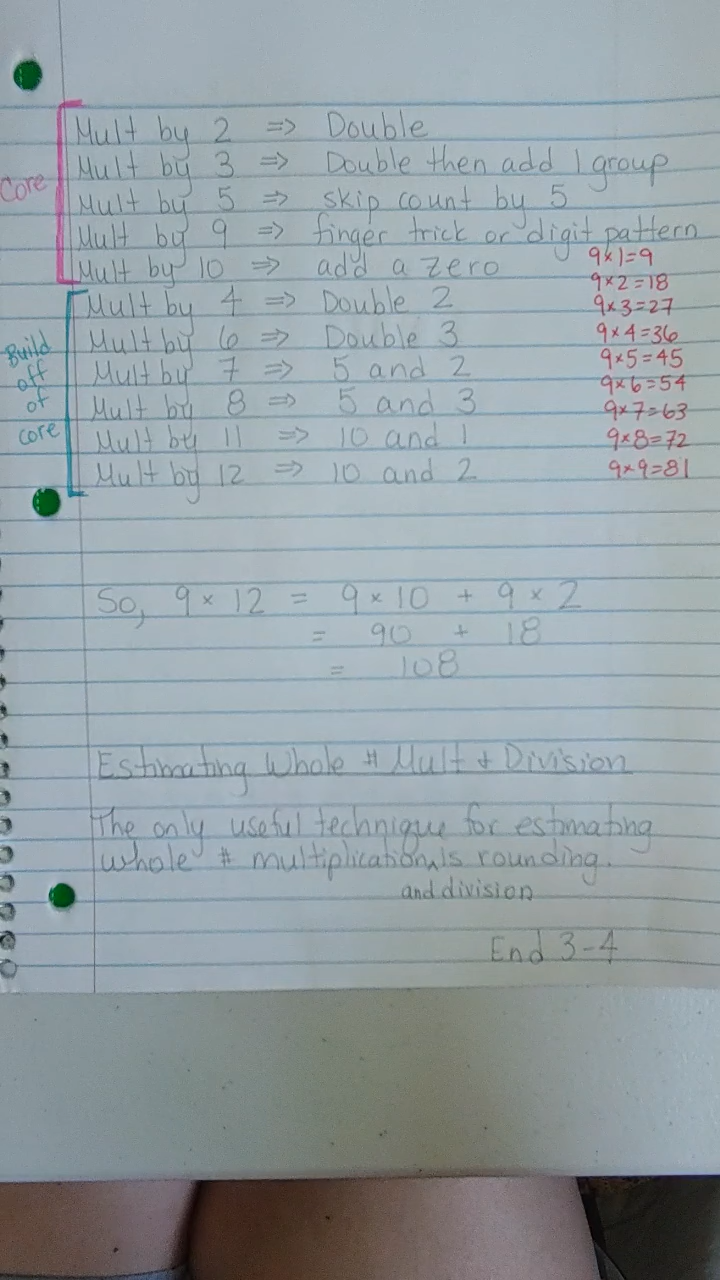 Core
Mult by 2 => Double
Mult by 3 => Double then add 1 group
Mult by 5 => skip count by 5
Mult by 9 => finger trick or digit pattern
Mult by 10 => add a zero
Build
off
of
core
Mult by 4 => Double 2
Mult by 6 => Double 3
Mult by 7 => 5 and 2
Mult by 8 => 5 and 3
Mult by 11 => 10 and 1
Mult by 12 => 10 and 2
9×1=9
9×2=18
9×3=27
9×4=36
9×5=45
9×6=54
9×7=63
9×8=72
9×9=81
So, 9 × 12 = 9 × 10 + 9 × 2
= 90 + 18
= 108
Estimating Whole # Mult + Division
The only useful technique for estimating
whole # multiplication is rounding.
and division
End 3-4